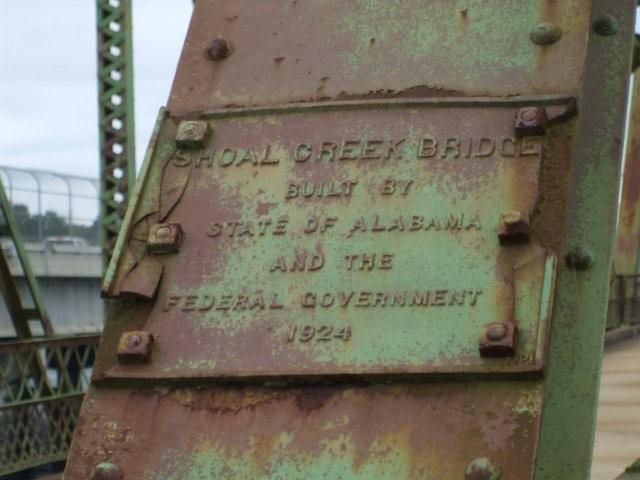 SHOAL CREEK BRIDGE
BUILT BY
STATE OF ALABAMA
AND THE
FEDERAL GOVERNMENT
1924